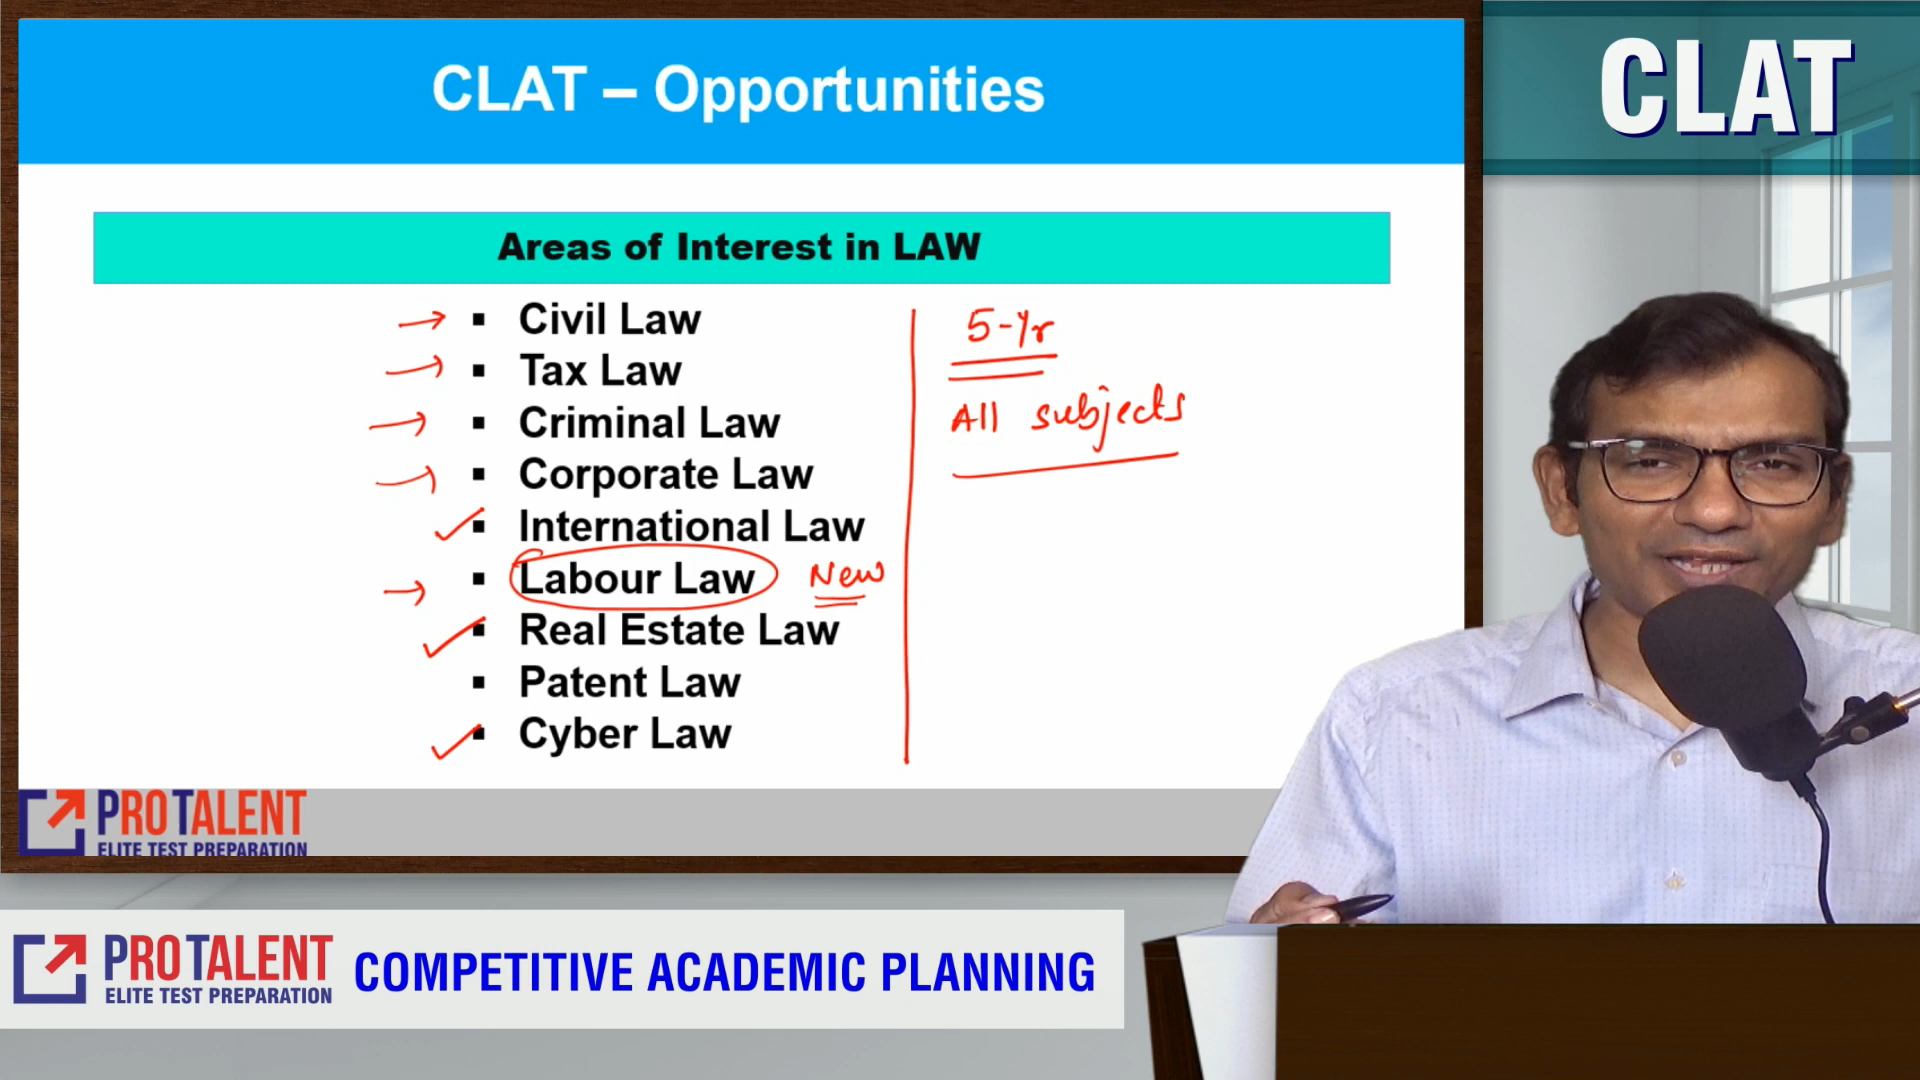 CLAT – Opportunities
CLAT
Areas of Interest in LAW
▪ Civil Law
▪ Tax Law
▪ Criminal Law
▪ Corporate Law
▪ International Law
▪ Labour Law New
▪ Real Estate Law
▪ Patent Law
▪ Cyber Law
5-Yr
All subjects
PROTALENT
ELITE TEST PREPARATION
PROTALENT
ELITE TEST PREPARATION
COMPETITIVE ACADEMIC PLANNING